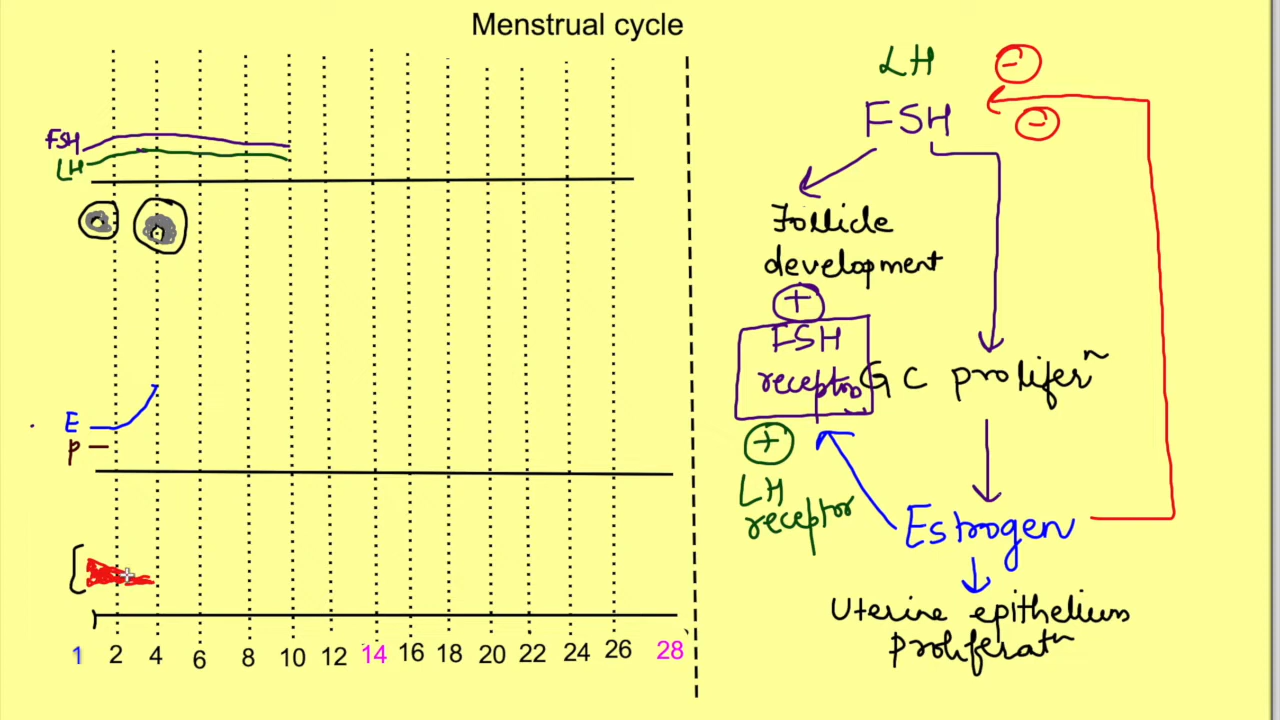 Menstrual cycle
FSH
LH
E
P
1 2 4 6 8 10 12 14 16 18 20 22 24 26 28
LH
-
FSH
-
Follicle
development
+
FSH
receptor
GC prolifer^n
+
LH
receptor
Estrogen
Uterine epithelium
proliferat^n